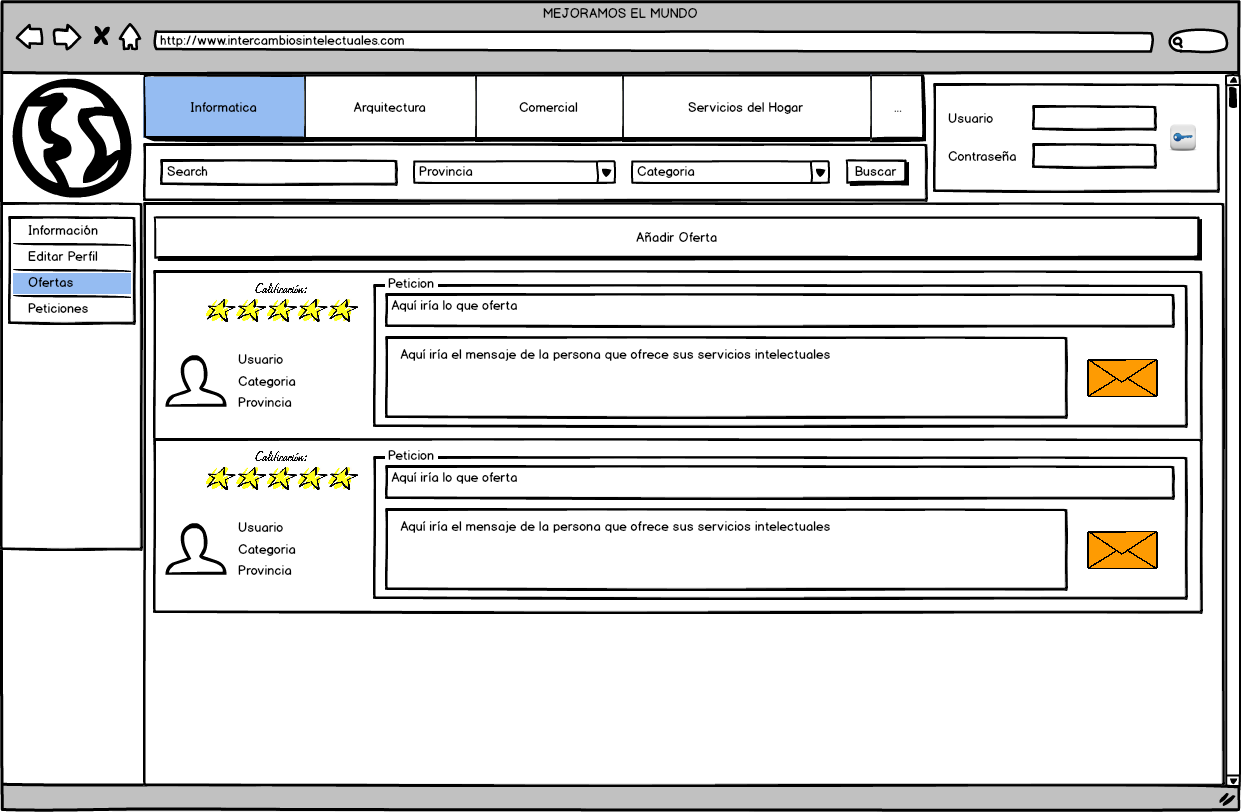 MEJORAMOS EL MUNDO
http://www.intercambiosintelectuales.com
Informatica
Arquitectura
Comercial
Servicios del Hogar
...
Search
Provincia
Categoria
Buscar
Usuario
Contraseña
Información
Editar Perfil
Ofertas
Peticiones
Añadir Oferta
Calificación:
Usuario
Categoria
Provincia
Peticion
Aquí iría lo que oferta
Aquí iría el mensaje de la persona que ofrece sus servicios intelectuales
Calificación:
Usuario
Categoria
Provincia
Peticion
Aquí iría lo que oferta
Aquí iría el mensaje de la persona que ofrece sus servicios intelectuales